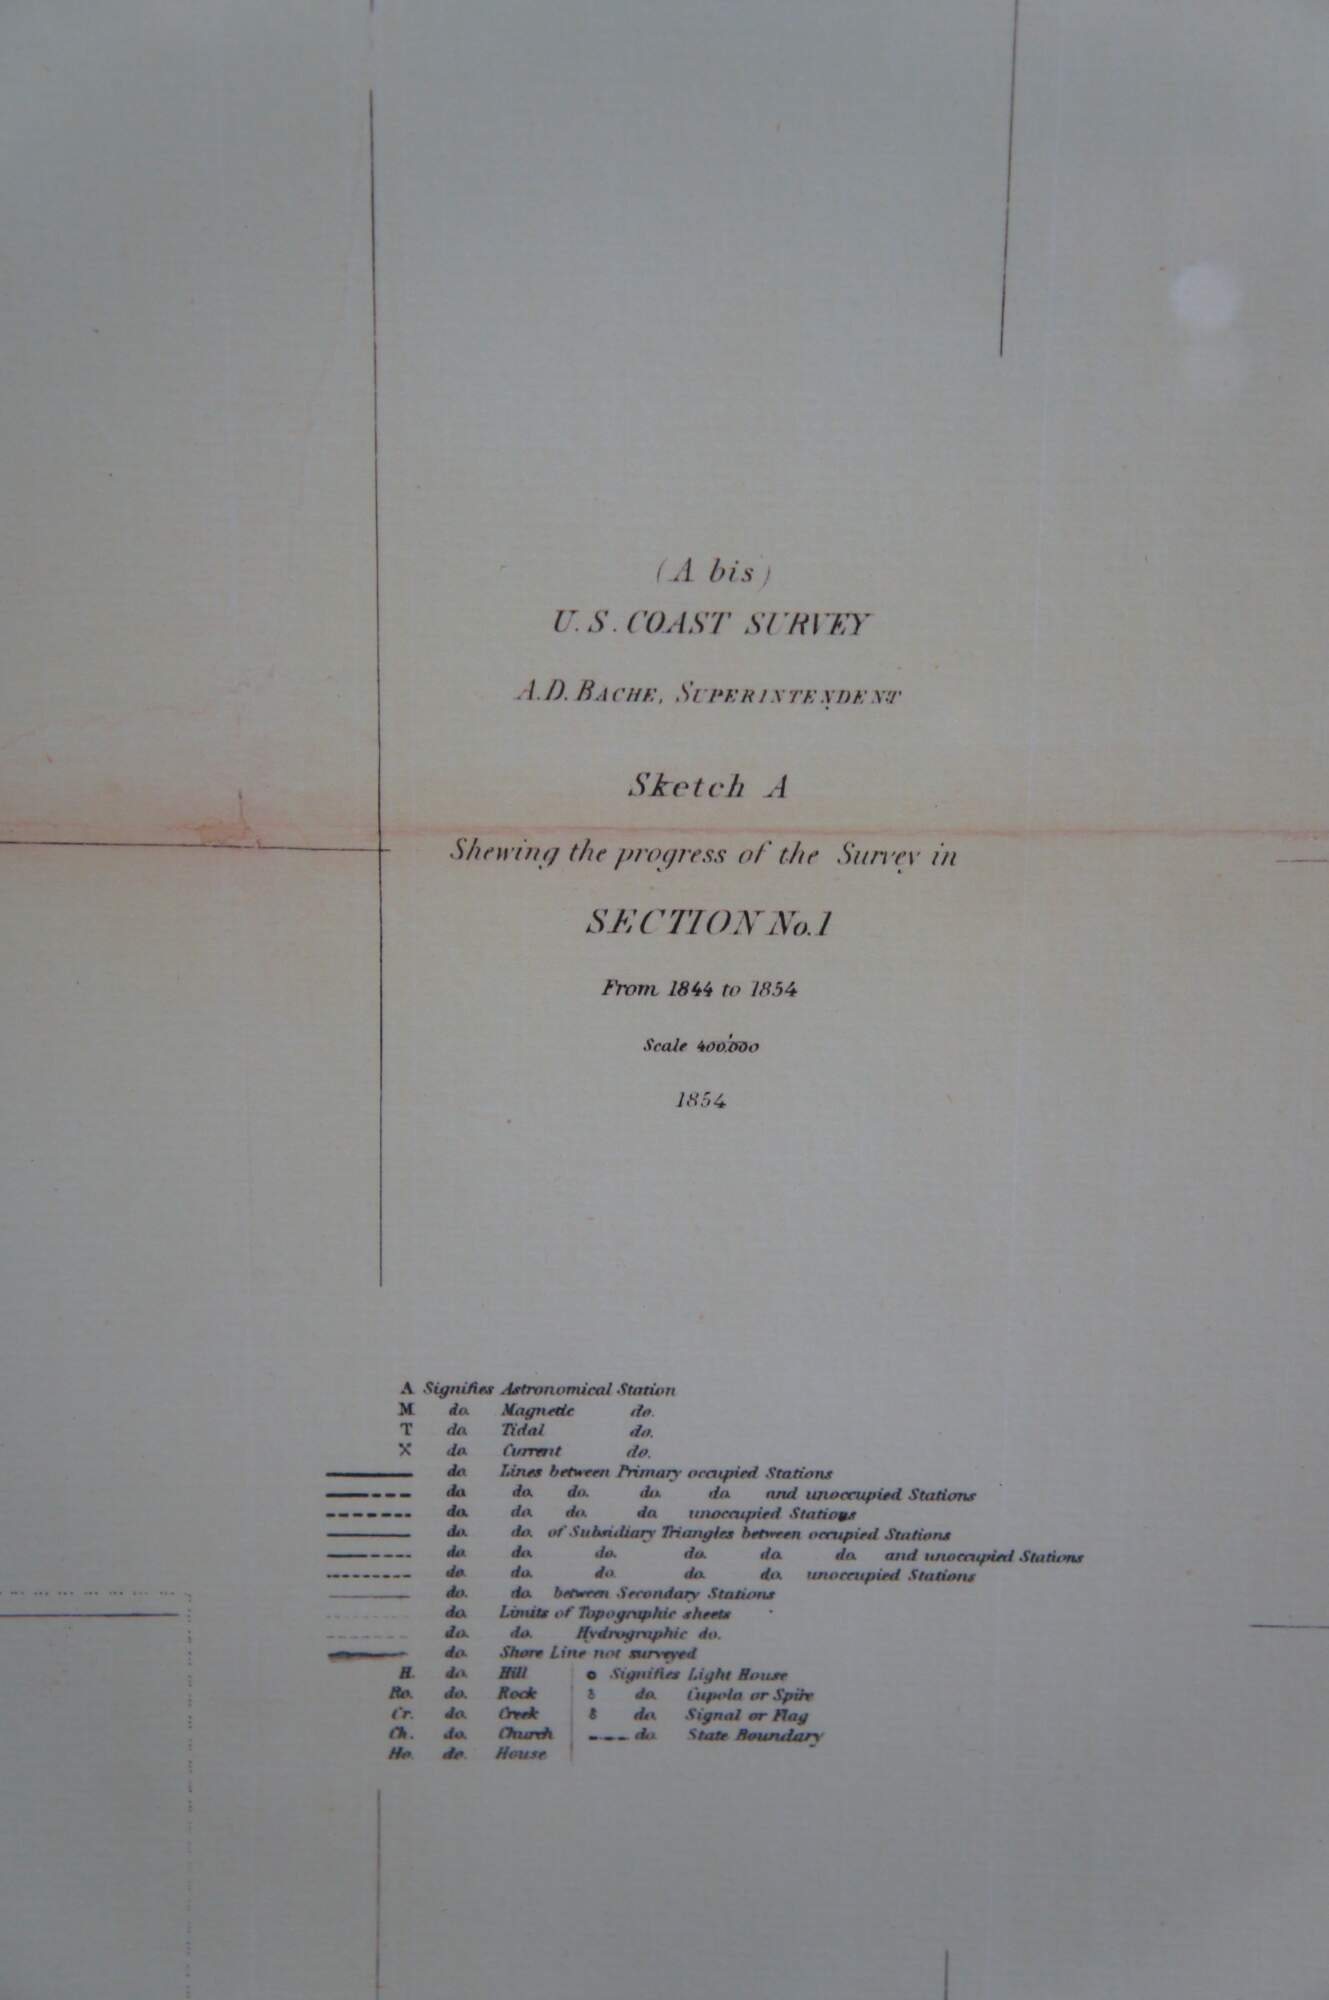 (A bis)
U.S. COAST SURVEY
A.D. BACHE, SUPERINTENDENT
Sketch A
Shewing the progress of the Survey in
SECTION No. 1
From 1844 to 1854
Scale 1/400.000
1854
A Signifies Astronomical Station
M do. Magnetic do.
T do. Tidal do.
X do. Current do.
do. Lines between Primary occupied Stations
do. do. do. do. do. and unoccupied Stations
do. do. do. do. unoccupied Stations
do. do. of Subsidiary Triangles between occupied Stations
do. do. do. do. do. do. and unoccupied Stations
do. do. do. do. do. unoccupied Stations
do. do. between Secondary Stations
do. Limits of Topographic sheets
do. do. Hydrographic do.
do. Shore Line not surveyed
H. do. Hill
Ro. do. Rock
Cr. do. Creek
Ch. do. Church
Ho. do. House
Signifies Light House
do. Cupola or Spire
do. Signal or Flag
do. State Boundary